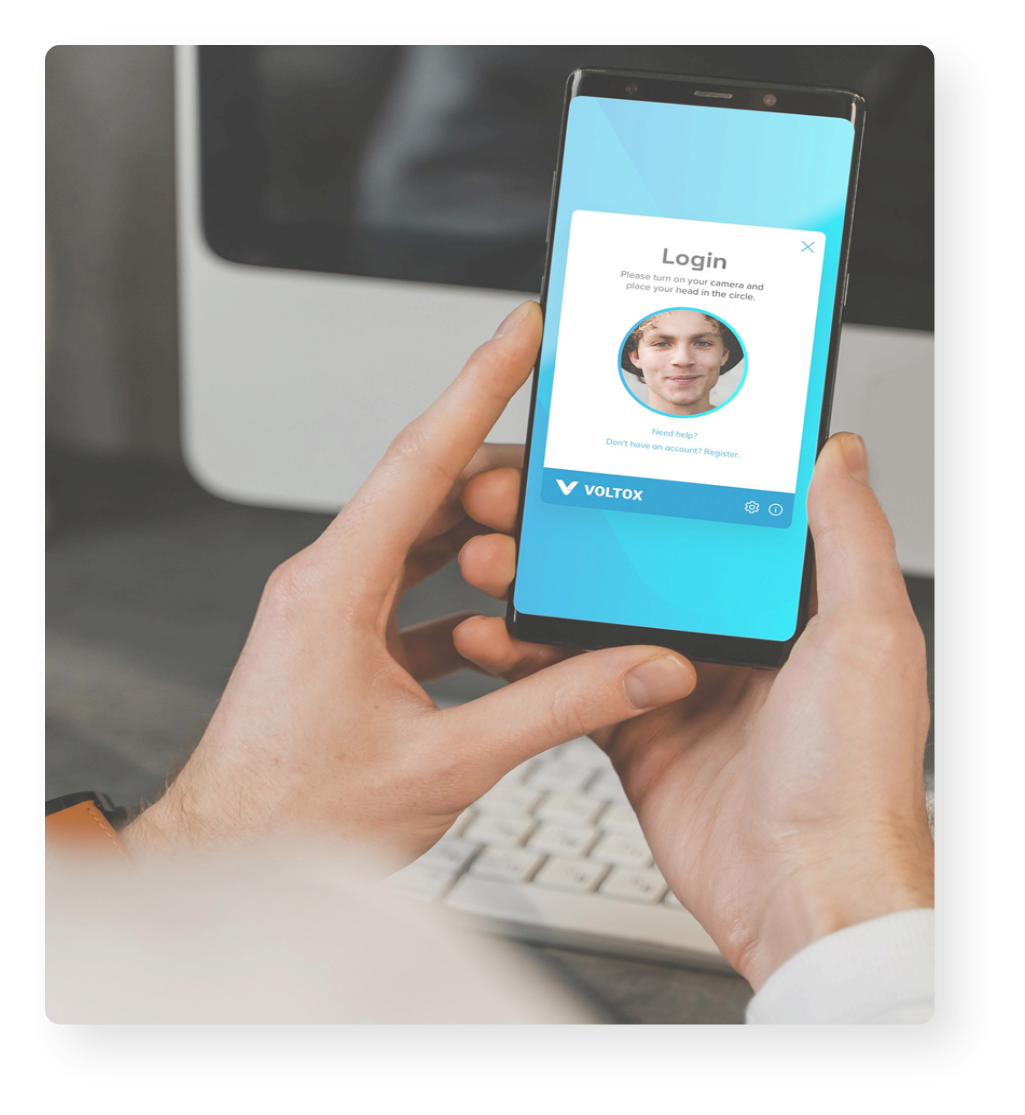 Login
Please turn on your camera and
place your head in the circle.
Need help?
Don't have an account? Register.
VOLTOX